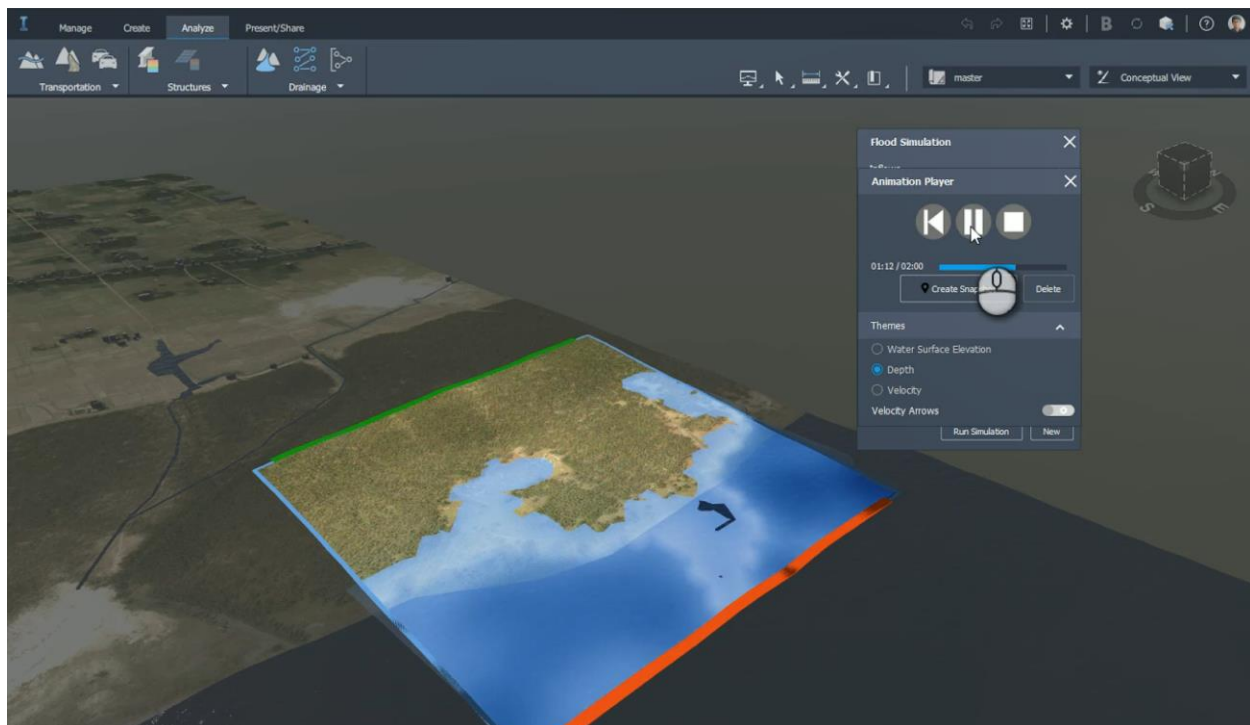 Manage Create Analyze Present/Share
Transportation Structures Drainage
master Conceptual View
Flood Simulation
Animation Player
01:12 / 02:00
Create Delete
Themes
Water Surface Elevation
Depth
Velocity
Velocity Arrows
Run Simulation New
S E